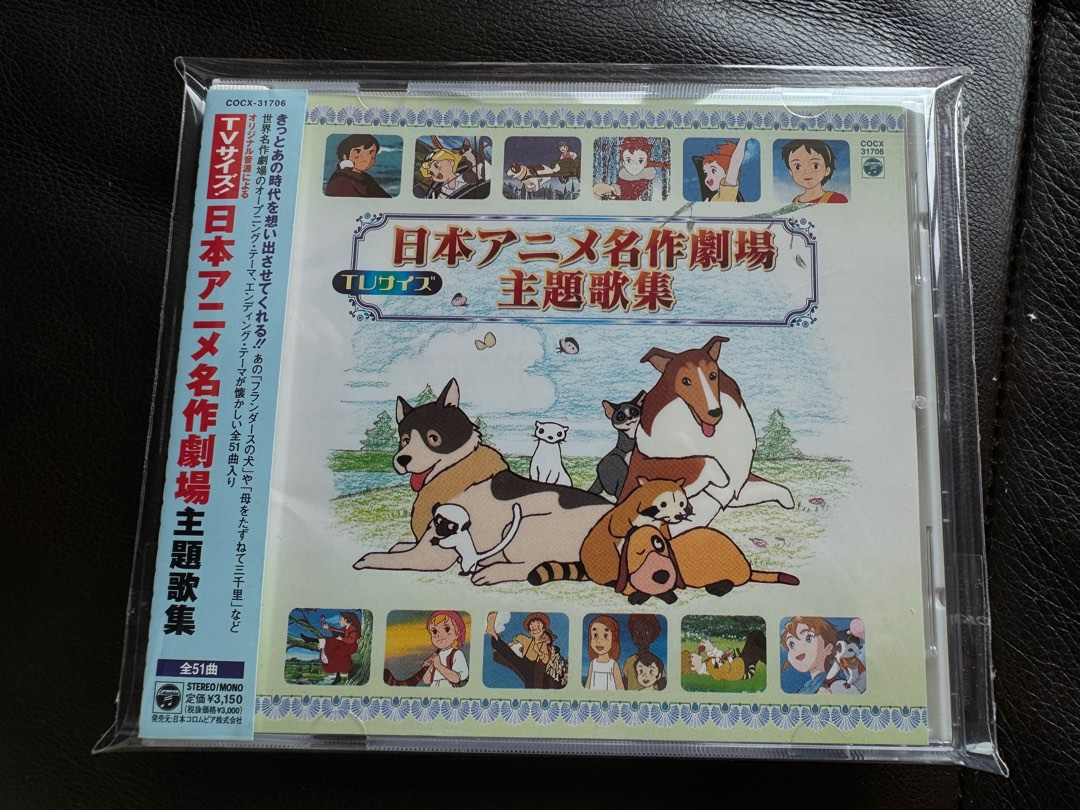 COCX-31706
TVサイズ!
オリジナル音源による
日本アニメ名作劇場主題歌集
きっとあの時代を想い出させてくれる!!
世界名作劇場のオープニング・テーマ、エンディング・テーマが懐かしい全51曲入り
あの「フランダースの犬」や「母をたずねて三千里」など
全51曲
STEREO/MONO
定価¥3,150
(税抜価格¥3,000)
発売元:日本コロムビア株式会社
COCX
31706
日本アニメ名作劇場
TVサイズ
主題歌集